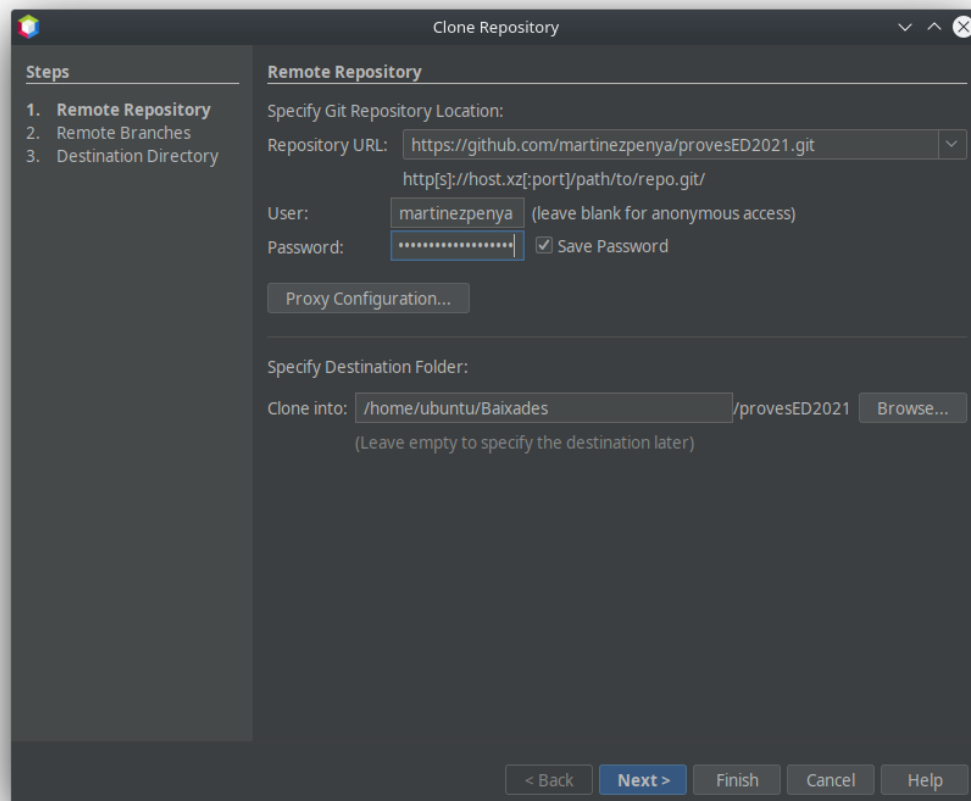 Clone Repository
Steps
1. Remote Repository
2. Remote Branches
3. Destination Directory
Remote Repository
Specify Git Repository Location:
Repository URL: https://github.com/martinezpenya/provesED2021.git
http[s]://host.xz[:port]/path/to/repo.git/
User: martinezpenya (leave blank for anonymous access)
Password: ••••••••••••••••••• Save Password
Proxy Configuration...
Specify Destination Folder:
Clone into: /home/ubuntu/Baixades /provesED2021 Browse...
(Leave empty to specify the destination later)
< Back Next > Finish Cancel Help